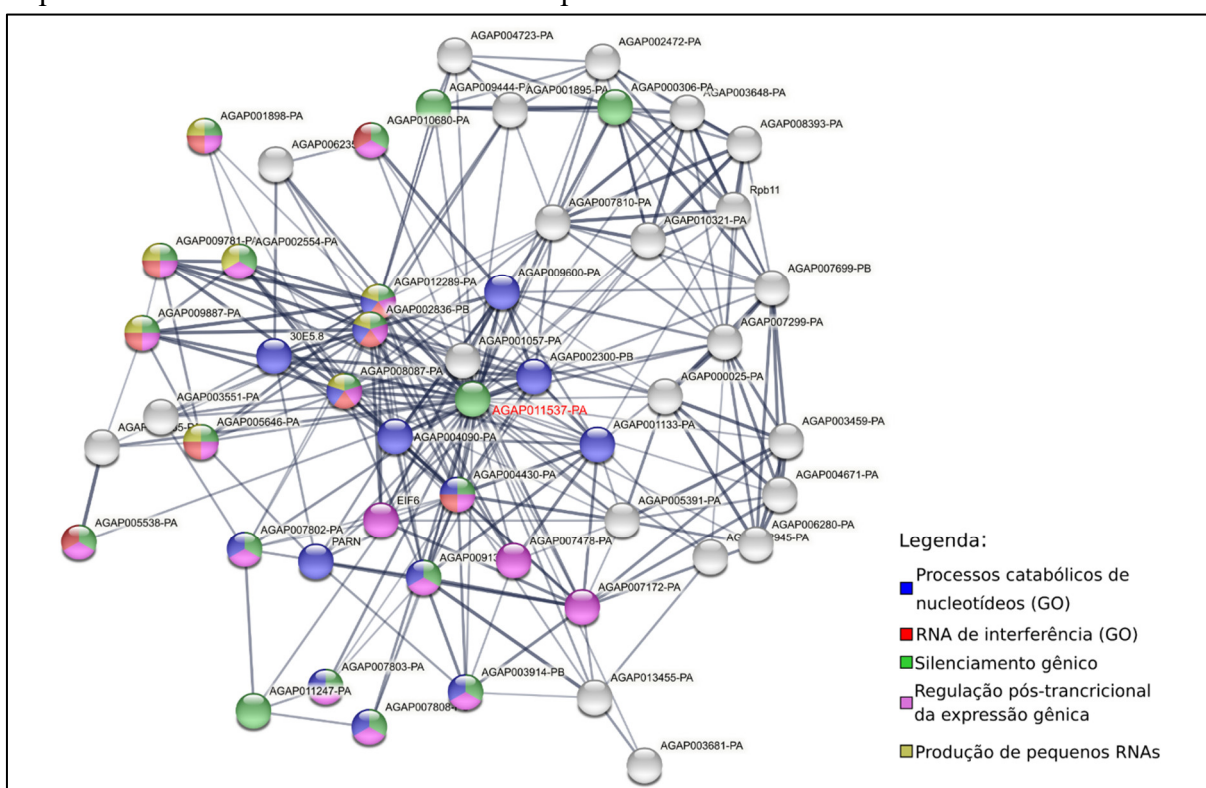 AGAP004723-PA
AGAP002472-PA
AGAP009444-P
AGAP001895-PA
AGAP000306-PA
AGAP003648-PA
AGAP001898-PA
AGAP010680-PA
AGAP008393-PA
AGAP00623
Rpb11
AGAP007810-PA
AGAP010321-PA
AGAP009781-P
AGAP002554-PA
AGAP012289-PA
AGAP009600-PA
AGAP007699-PB
AGAP002836-PB
AGAP009887-PA
AGAP007299-PA
30E5.8
AGAP001057-PA
AGAP002300-PB
AGAP008087-PA
AGAP000025-PA
AGAP003551-PA
AGAP011537-PA
AGAP005646-PA
AGAP004090-PA
AGAP001133-PA
AGAP003459-PA
AGAP004430-PA
AGAP004671-PA
EIF6
AGAP005391-PA
AGAP005538-PA
AGAP007802-PA
AGAP006280-PA
PARN
AGAP007478-PA
945-PA
AGAP00913
AGAP007172-PA
AGAP007803-PA
AGAP003914-PB
AGAP013455-PA
AGAP011247-PA
AGAP007808
AGAP003681-PA
Legenda:
Processos catabólicos de
nucleotídeos (GO)
RNA de interferência (GO)
Silenciamento gênico
Regulação pós-trancricional
da expressão gênica
Produção de pequenos RNAs